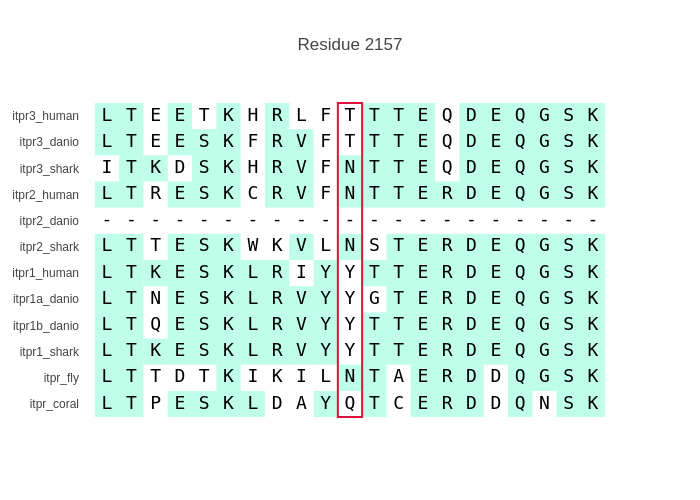 Residue 2157
itpr3_human L T E E T K H R L F T T T E Q D E Q G S K
itpr3_danio L T E E S K F R V F T T T E Q D E Q G S K
itpr3_shark I T K D S K H R V F N T T E Q D E Q G S K
itpr2_human L T R E S K C R V F N T T E R D E Q G S K
itpr2_danio - - - - - - - - - - - - - - - - - - - - -
itpr2_shark L T T E S K W K V L N S T E R D E Q G S K
itpr1_human L T K E S K L R I Y Y T T E R D E Q G S K
itpr1a_danio L T N E S K L R V Y Y G T E R D E Q G S K
itpr1b_danio L T Q E S K L R V Y Y T T E R D E Q G S K
itpr1_shark L T K E S K L R V Y Y T T E R D E Q G S K
itpr_fly L T T D T K I K I L N T A E R D D Q G S K
itpr_coral L T P E S K L D A Y Q T C E R D D Q N S K